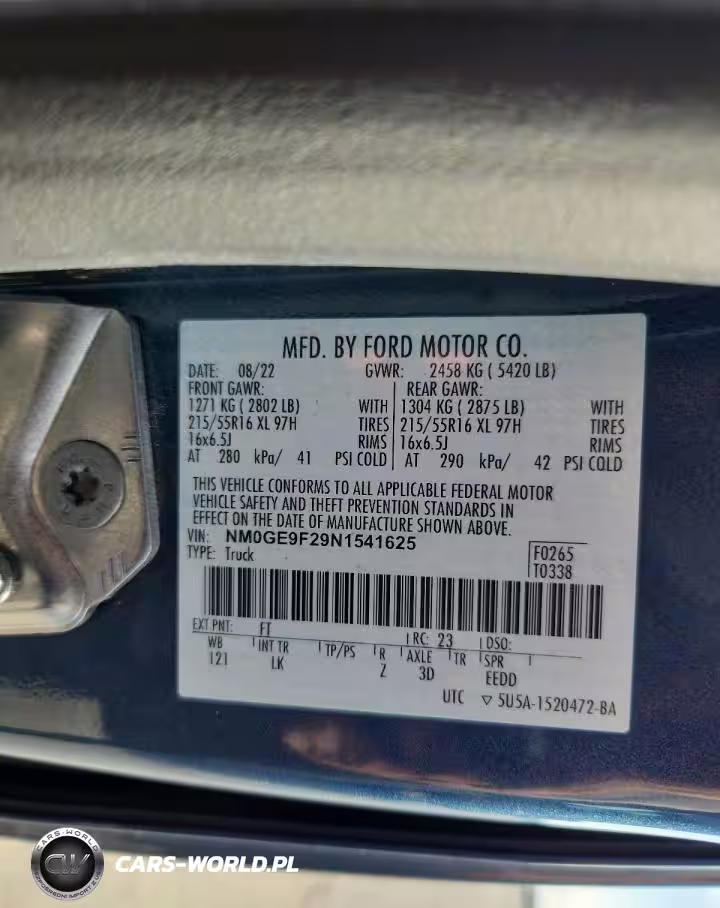 MFD. BY FORD MOTOR CO.
DATE: 08/22 GVWR: 2458 KG ( 5420 LB)
FRONT GAWR: REAR GAWR:
1271 KG ( 2802 LB) WITH 1304 KG ( 2875 LB) WITH
215/55R16 XL 97H TIRES 215/55R16 XL 97H TIRES
16x6.5J RIMS 16x6.5J RIMS
AT 280 kPa/ 41 PSI COLD AT 290 kPa/ 42 PSI COLD
THIS VEHICLE CONFORMS TO ALL APPLICABLE FEDERAL MOTOR
VEHICLE SAFETY AND THEFT PREVENTION STANDARDS IN
EFFECT ON THE DATE OF MANUFACTURE SHOWN ABOVE.
VIN: NM0GE9F29N1541625
TYPE: Truck F0265
T0338
EXT PNT: FT RC: 23 DSO:
WB INT TR TP/PS R AXLE TR SPR
121 LK Z 3D EEDD
UTC ▽ 5U5A-1520472-BA
CARS-WORLD
CW
CARS-WORLD.PL